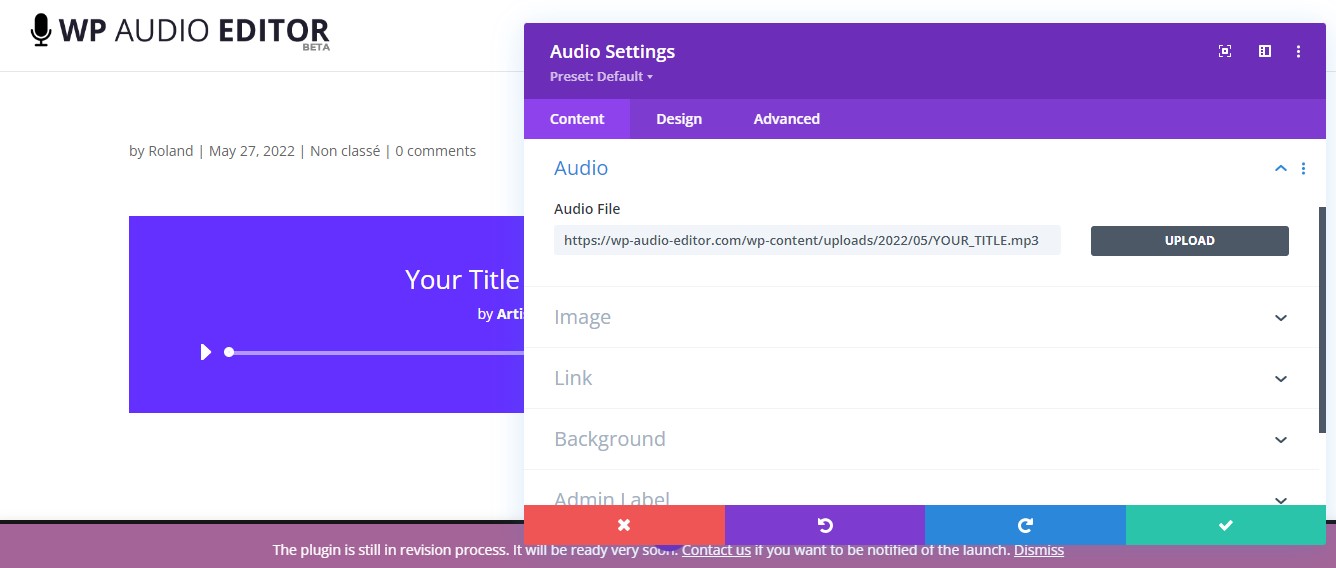 WP AUDIO EDITOR
BETA
by Roland | May 27, 2022 | Non classé | 0 comments
Your Title
by
Audio Settings
Preset: Default
Content Design Advanced
Audio
Audio File
https://wp-audio-editor.com/wp-content/uploads/2022/05/YOUR_TITLE.mp3 UPLOAD
Image
Link
Background
Admin Label
The plugin is still in revision process. It will be ready very soon. Contact us if you want to be notified of the launch. Dismiss